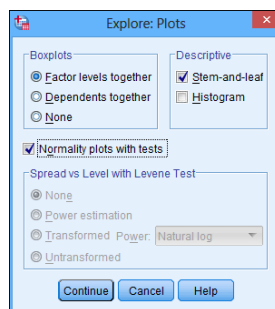 Explore: Plots
Boxplots
Factor levels together
Dependents together
None
Descriptive
Stem-and-leaf
Histogram
Normality plots with tests
Spread vs Level with Levene Test
None
Power estimation
Transformed Power: Natural log
Untransformed
Continue Cancel Help